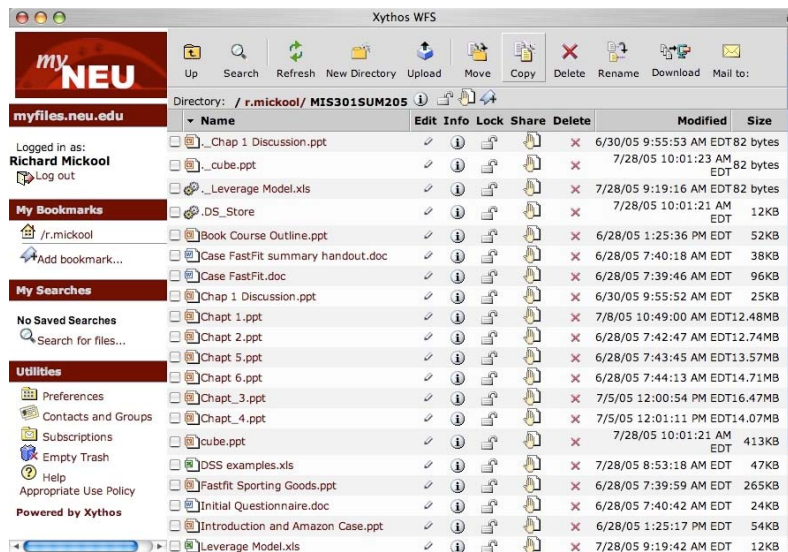 Xythos WFS
my NEU
Up Search Refresh New Directory Upload Move Copy Delete Rename Download Mail to:
Directory: / r.mickool/ MIS301SUM205
myfiles.neu.edu
Logged in as:
Richard Mickool
Log out
My Bookmarks
/r.mickool
Add bookmark...
My Searches
No Saved Searches
Search for files...
Utilities
Preferences
Contacts and Groups
Subscriptions
Empty Trash
Help
Appropriate Use Policy
Powered by Xythos
Name Edit Info Lock Share Delete Modified Size
._Chap 1 Discussion.ppt 6/30/05 9:55:53 AM EDT 82 bytes
._cube.ppt 7/28/05 10:01:23 AM EDT 82 bytes
._Leverage Model.xls 7/28/05 9:19:16 AM EDT 82 bytes
.DS_Store 7/28/05 10:01:21 AM EDT 12KB
Book Course Outline.ppt 6/28/05 1:25:36 PM EDT 52KB
Case FastFit summary handout.doc 6/28/05 7:40:18 AM EDT 38KB
Case FastFit.doc 6/28/05 7:39:46 AM EDT 96KB
Chap 1 Discussion.ppt 6/30/05 9:55:52 AM EDT 25KB
Chapt 1.ppt 7/8/05 10:49:00 AM EDT 12.48MB
Chapt 2.ppt 6/28/05 7:42:47 AM EDT 12.74MB
Chapt 5.ppt 6/28/05 7:43:45 AM EDT 13.57MB
Chapt 6.ppt 6/28/05 7:44:13 AM EDT 14.71MB
Chapt_3.ppt 7/5/05 12:00:54 PM EDT 16.47MB
Chapt_4.ppt 7/5/05 12:01:11 PM EDT 14.07MB
cube.ppt 7/28/05 10:01:21 AM EDT 413KB
DSS examples.xls 7/28/05 8:53:18 AM EDT 47KB
Fastfit Sporting Goods.ppt 6/28/05 7:39:59 AM EDT 265KB
Initial Questionnaire.doc 6/28/05 7:40:42 AM EDT 24KB
Introduction and Amazon Case.ppt 6/28/05 1:25:17 PM EDT 54KB
Leverage Model.xls 7/28/05 9:19:42 AM EDT 12KB